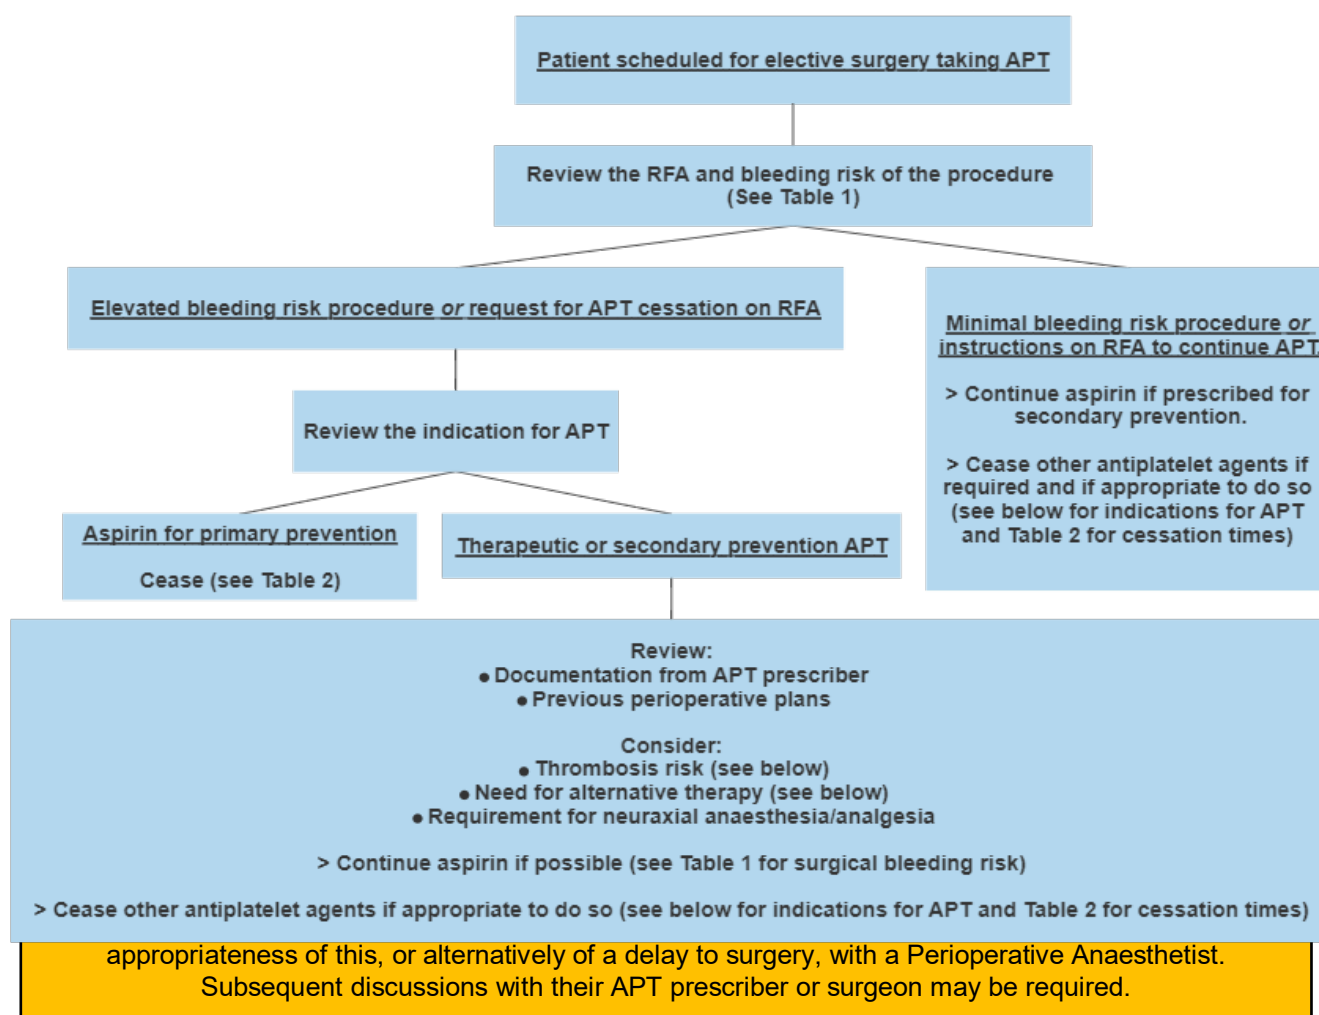 Patient scheduled for elective surgery taking APT
Review the RFA and bleeding risk of the procedure
(See Table 1)
Elevated bleeding risk procedure or request for APT cessation on RFA
Minimal bleeding risk procedure or
instructions on RFA to continue APT.
> Continue aspirin if prescribed for
secondary prevention.
> Cease other antiplatelet agents if
required and if appropriate to do so
(see below for indications for APT
and Table 2 for cessation times)
Review the indication for APT
Aspirin for primary prevention
Cease (see Table 2)
Therapeutic or secondary prevention APT
Review:
● Documentation from APT prescriber
● Previous perioperative plans
Consider:
● Thrombosis risk (see below)
● Need for alternative therapy (see below)
● Requirement for neuraxial anaesthesia/analgesia
> Continue aspirin if possible (see Table 1 for surgical bleeding risk)
> Cease other antiplatelet agents if appropriate to do so (see below for indications for APT and Table 2 for cessation times)
appropriateness of this, or alternatively of a delay to surgery, with a Perioperative Anaesthetist.
Subsequent discussions with their APT prescriber or surgeon may be required.